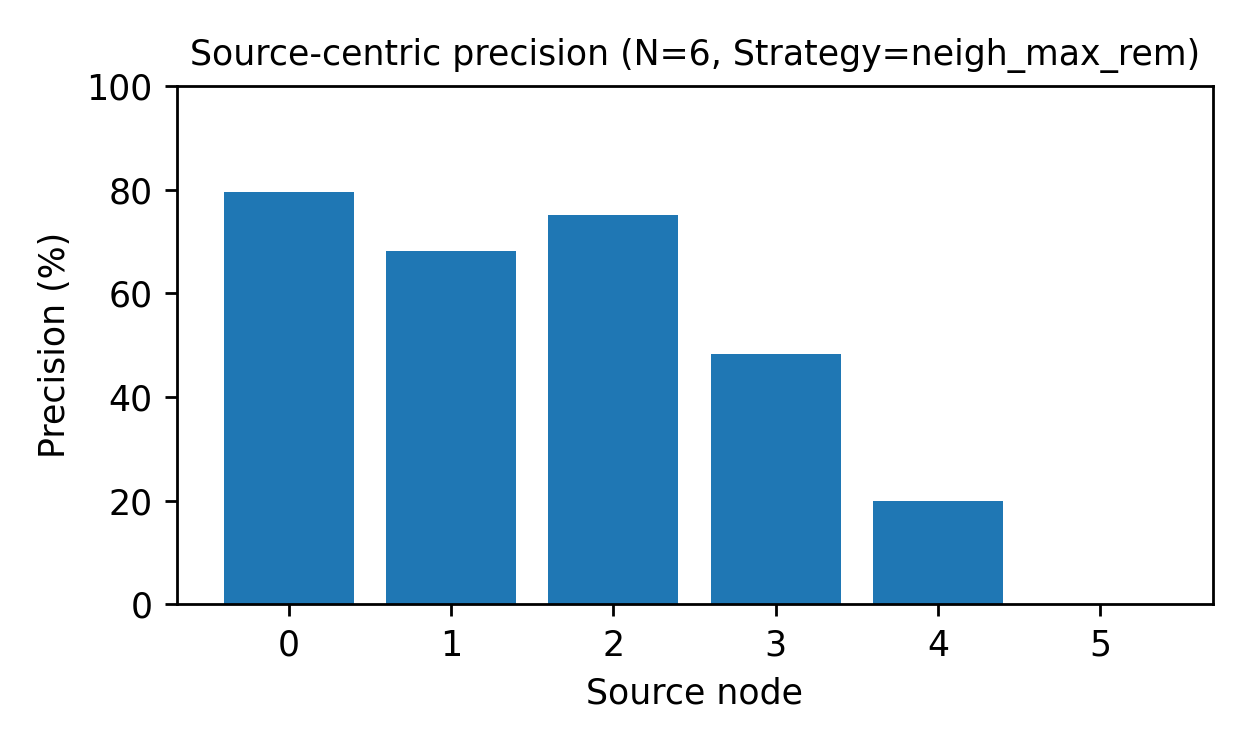 Source-centric precision (N=6, Strategy=neigh_max_rem)
100
80
60
40
20
0
Precision (%)
0 1 2 3 4 5
Source node